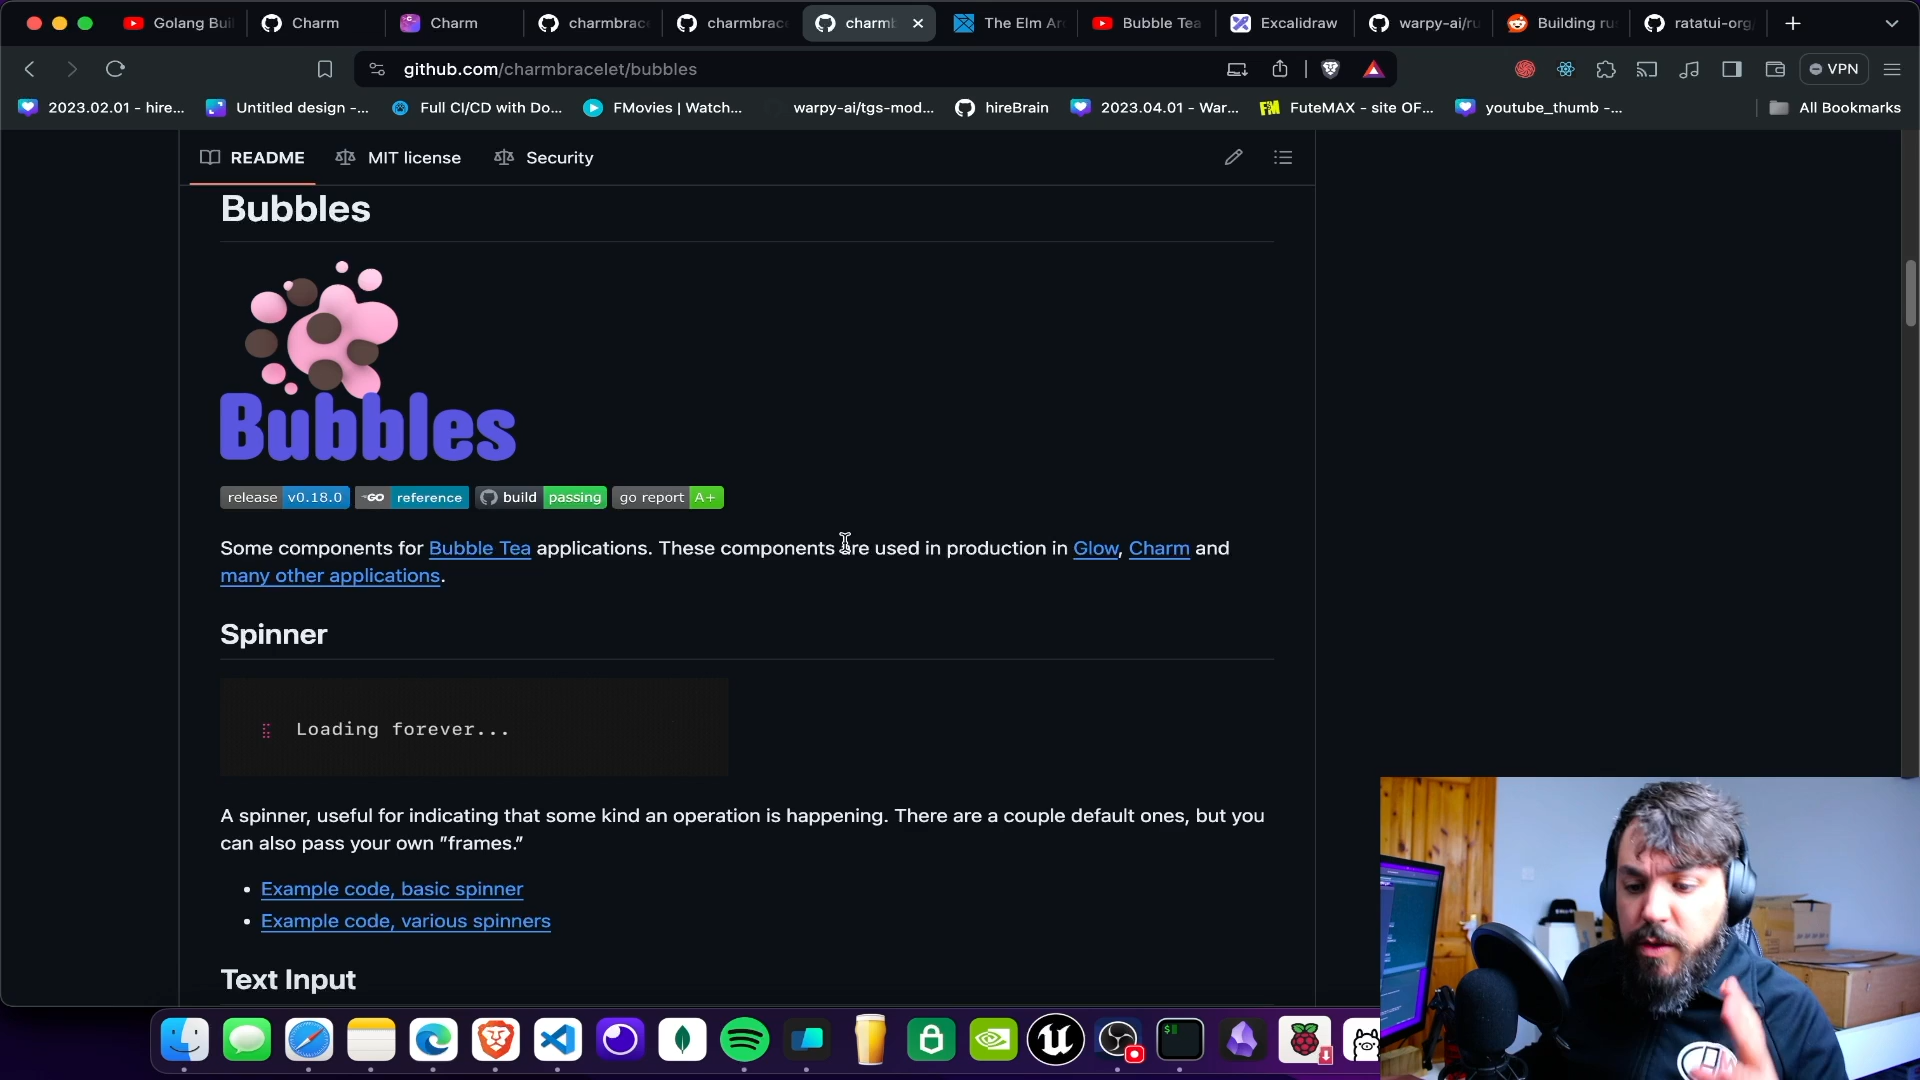 Golang Buil
Charm
Charm
charmbrace
charmbrace
charmb
The Elm Ar
Bubble Tea
Excalidraw
warpy-ai/ru
Building rus
ratatui-org/
github.com/charmbracelet/bubbles
VPN
2023.02.01 - hire...
Untitled design -...
Full CI/CD with Do...
FMovies | Watch...
warpy-ai/tgs-mod...
hireBrain
2023.04.01 - War...
FuteMAX - site OF...
youtube_thumb -...
All Bookmarks
README
MIT license
Security
Bubbles
Bubbles
release v0.18.0
GO reference
build passing
go report A+
Some components for Bubble Tea applications. These components are used in production in Glow, Charm and
many other applications.
Spinner
Loading forever...
A spinner, useful for indicating that some kind an operation is happening. There are a couple default ones, but you
can also pass your own "frames."
Example code, basic spinner
Example code, various spinners
Text Input